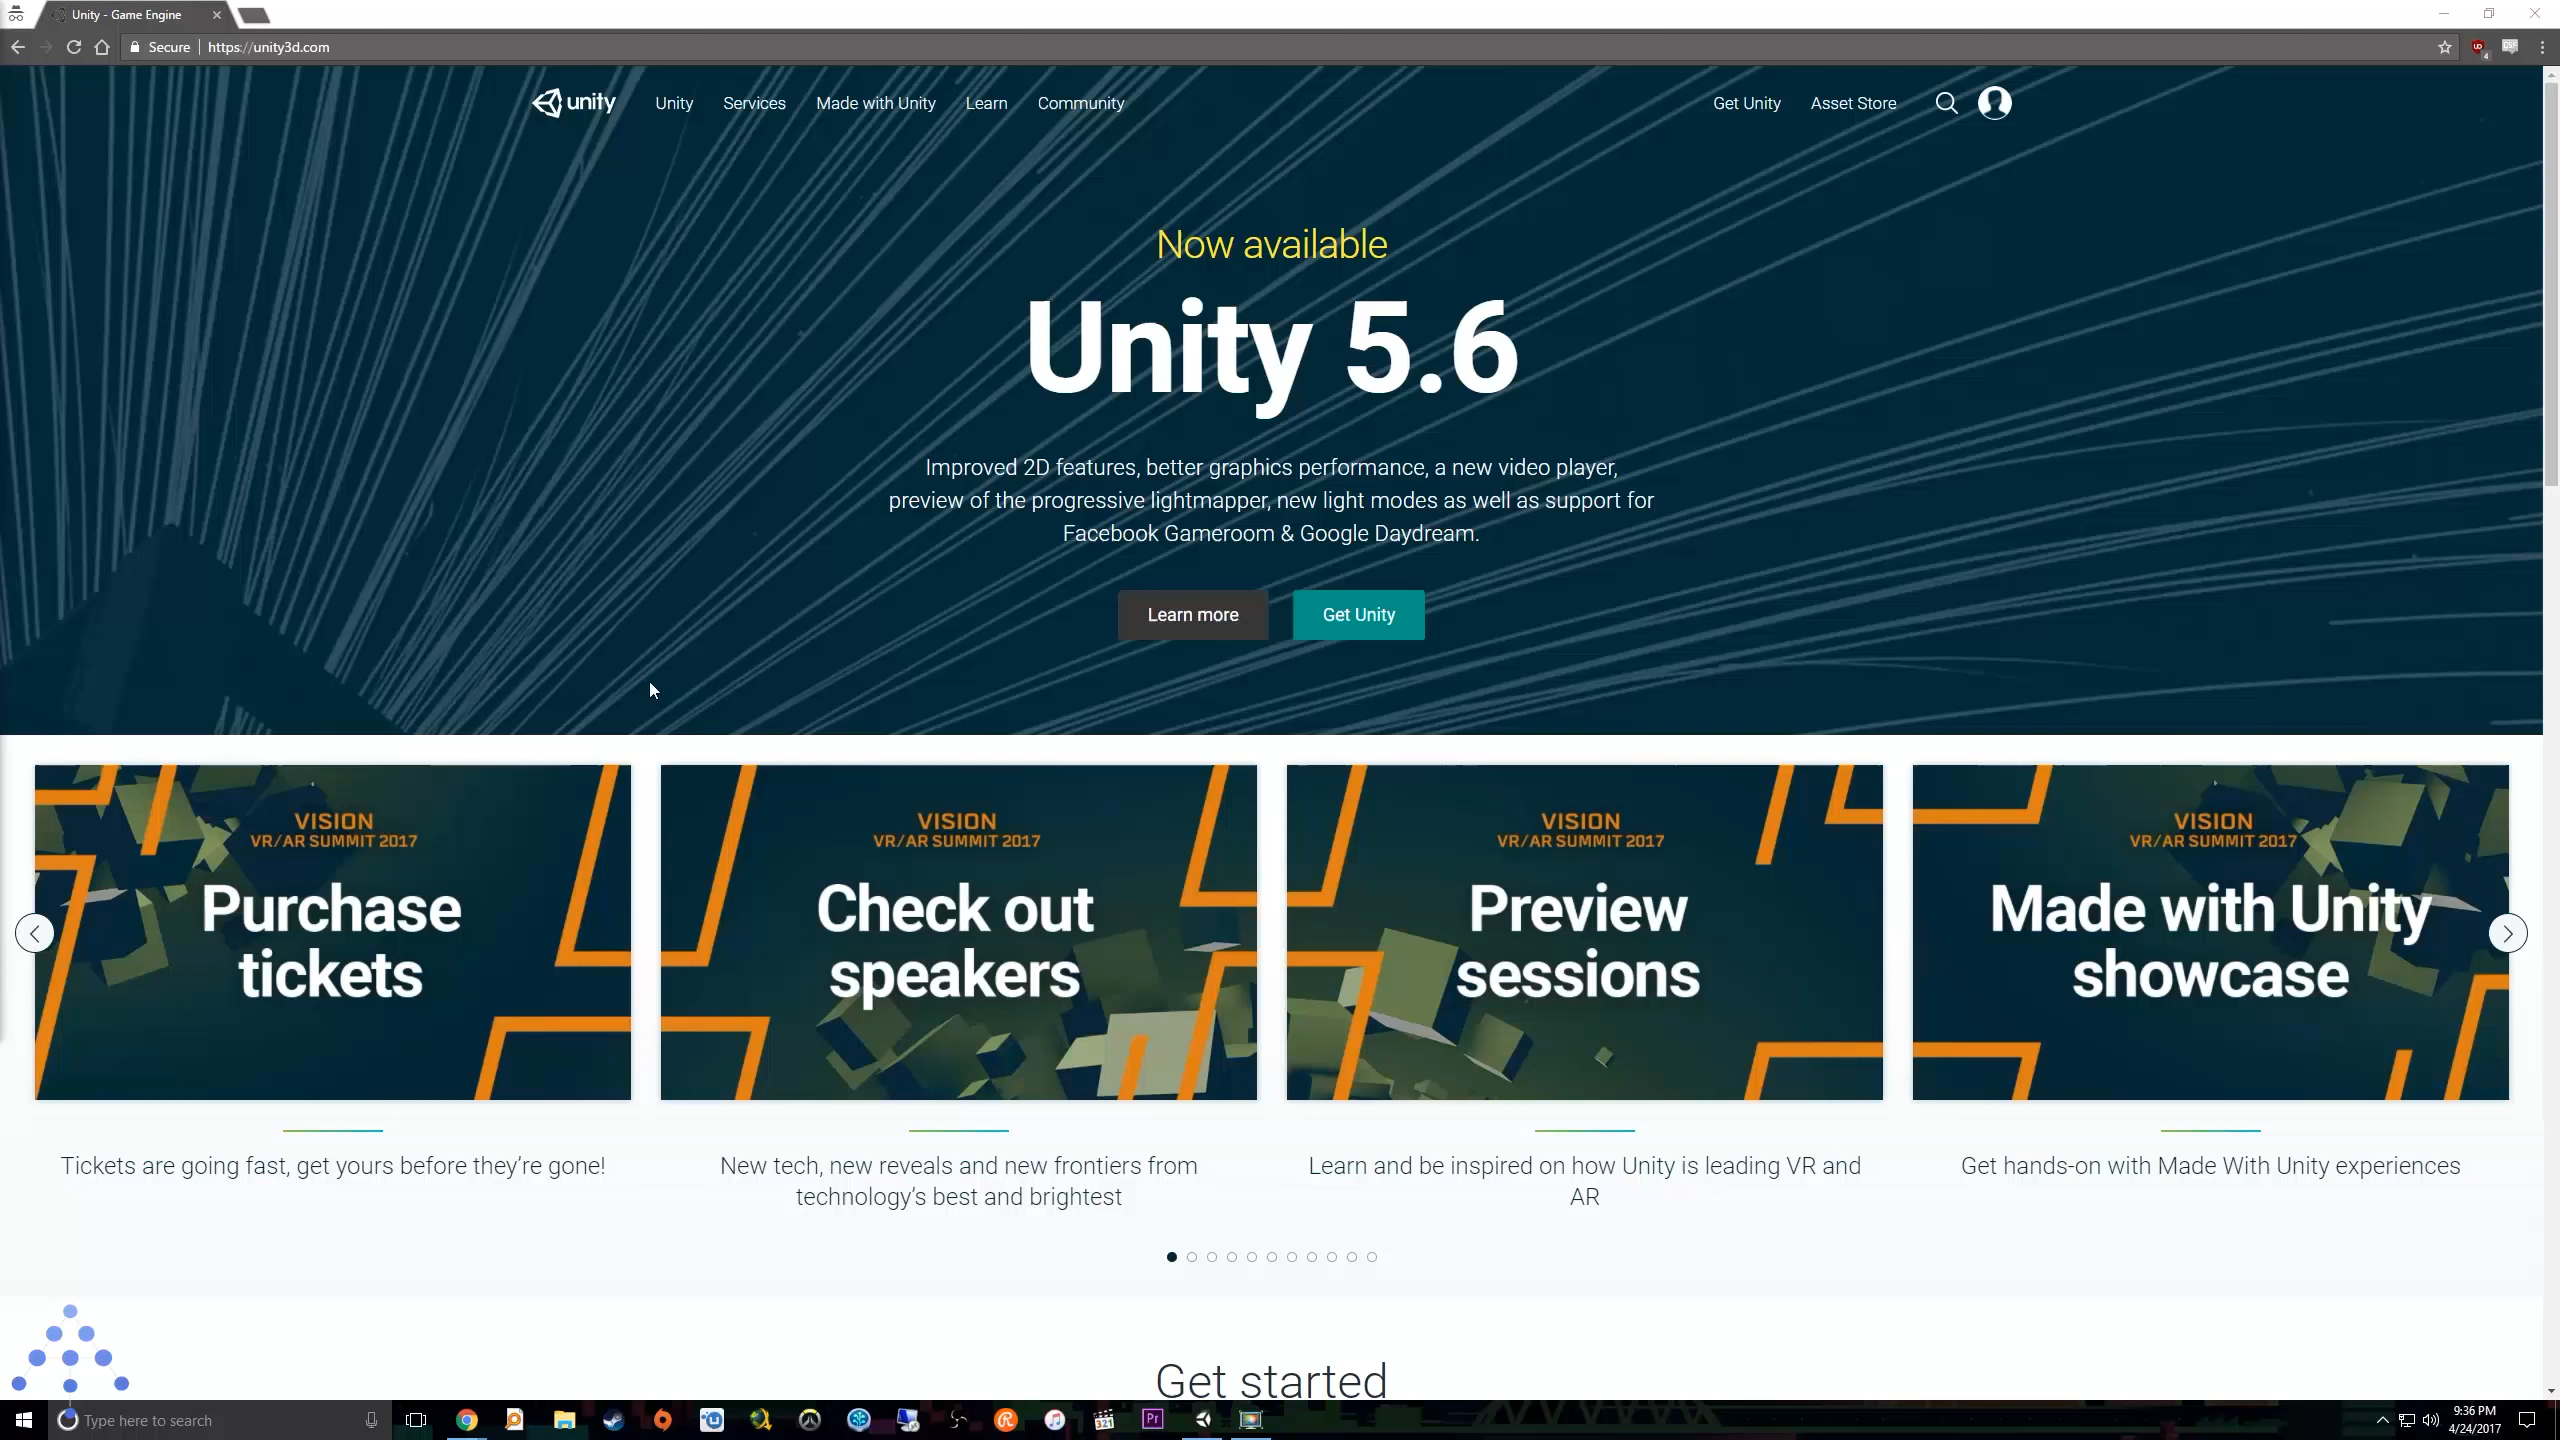 Unity - Game Engine
Secure | https://unity3d.com
unity Unity Services Made with Unity Learn Community Get Unity Asset Store
Now available
Unity 5.6
Improved 2D features, better graphics performance, a new video player,
preview of the progressive lightmapper, new light modes as well as support for
Facebook Gameroom & Google Daydream.
Learn more Get Unity
VISION
VR/AR SUMMIT 2017
Purchase
tickets
Tickets are going fast, get yours before they’re gone!
VISION
VR/AR SUMMIT 2017
Check out
speakers
New tech, new reveals and new frontiers from
technology’s best and brightest
VISION
VR/AR SUMMIT 2017
Preview
sessions
Learn and be inspired on how Unity is leading VR and
AR
VISION
VR/AR SUMMIT 2017
Made with Unity
showcase
Get hands-on with Made With Unity experiences
Get started
Type here to search
321
Pr
9:36 PM
4/24/2017